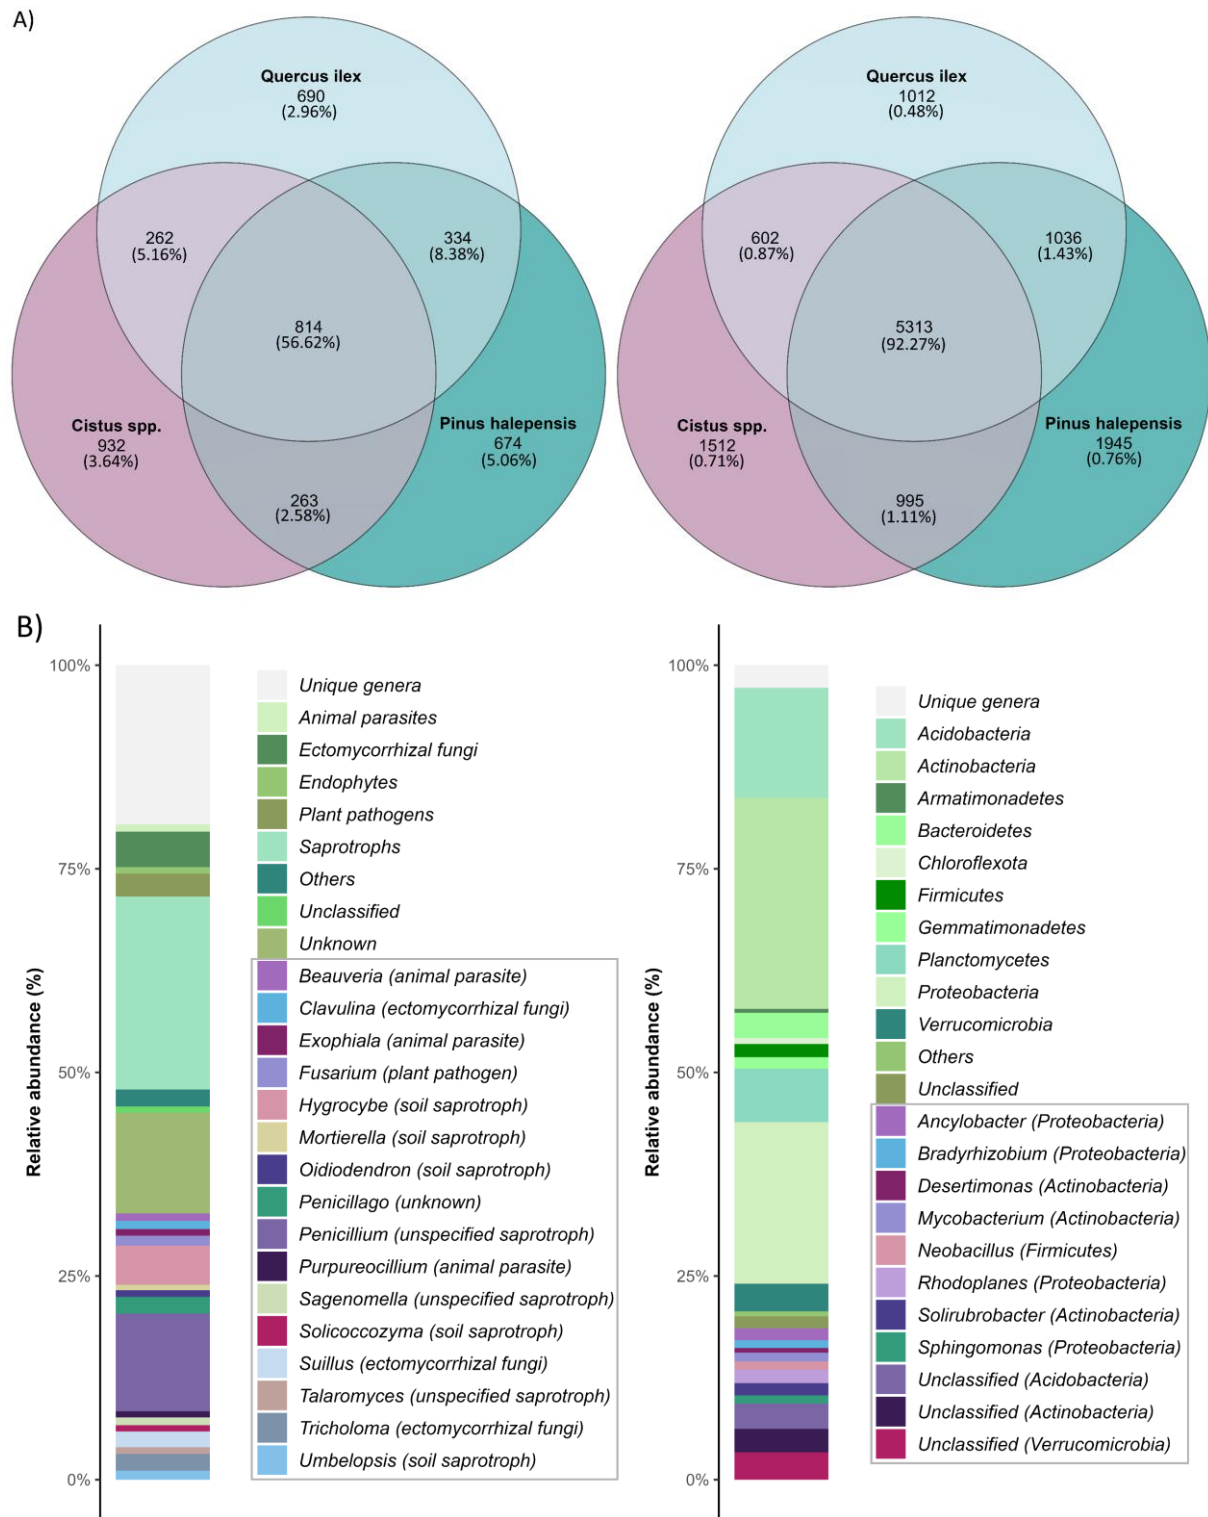 A)
Quercus ilex
690
(2.96%)
262
(5.16%)
334
(8.38%)
814
(56.62%)
Cistus spp.
932
(3.64%)
Pinus halepensis
674
(5.06%)
263
(2.58%)
Quercus ilex
1012
(0.48%)
602
(0.87%)
1036
(1.43%)
5313
(92.27%)
Cistus spp.
1512
(0.71%)
Pinus halepensis
1945
(0.76%)
995
(1.11%)
B)
Relative abundance (%)
100%
75%
50%
25%
0%
Unique genera
Animal parasites
Ectomycorrhizal fungi
Endophytes
Plant pathogens
Saprotrophs
Others
Unclassified
Unknown
Beauveria (animal parasite)
Clavulina (ectomycorrhizal fungi)
Exophiala (animal parasite)
Fusarium (plant pathogen)
Hygrocybe (soil saprotroph)
Mortierella (soil saprotroph)
Oidiodendron (soil saprotroph)
Penicillago (unknown)
Penicillium (unspecified saprotroph)
Purpureocillium (animal parasite)
Sagenomella (unspecified saprotroph)
Solicoccozyma (soil saprotroph)
Suillus (ectomycorrhizal fungi)
Talaromyces (unspecified saprotroph)
Tricholoma (ectomycorrhizal fungi)
Umbelopsis (soil saprotroph)
Relative abundance (%)
100%
75%
50%
25%
0%
Unique genera
Acidobacteria
Actinobacteria
Armatimonadetes
Bacteroidetes
Chloroflexota
Firmicutes
Gemmatimonadetes
Planctomycetes
Proteobacteria
Verrucomicrobia
Others
Unclassified
Ancylobacter (Proteobacteria)
Bradyrhizobium (Proteobacteria)
Desertimonas (Actinobacteria)
Mycobacterium (Actinobacteria)
Neobacillus (Firmicutes)
Rhodoplanes (Proteobacteria)
Solirubrobacter (Actinobacteria)
Sphingomonas (Proteobacteria)
Unclassified (Acidobacteria)
Unclassified (Actinobacteria)
Unclassified (Verrucomicrobia)